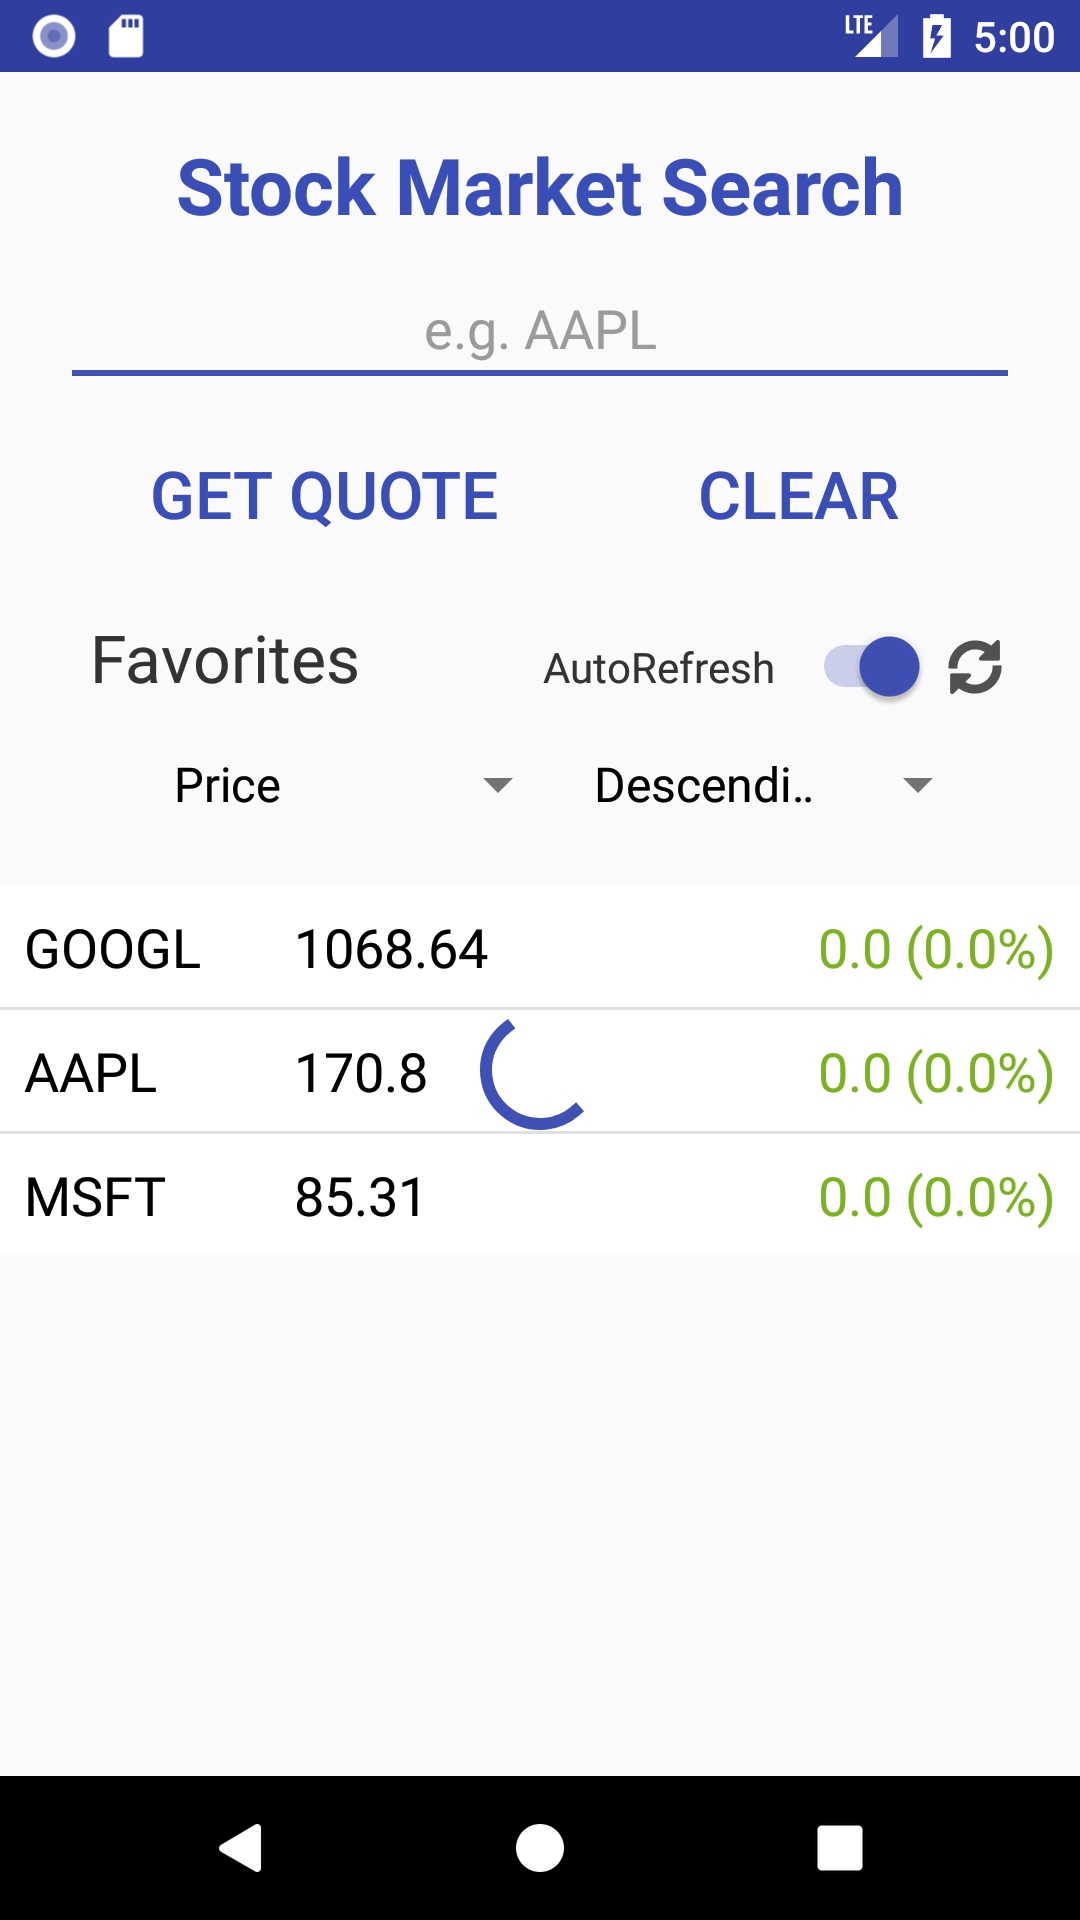 LTE 5:00
Stock Market Search
e.g. AAPL
GET QUOTE CLEAR
Favorites AutoRefresh
Price Descendi..
GOOGL 1068.64 0.0 (0.0%)
AAPL 170.8 0.0 (0.0%)
MSFT 85.31 0.0 (0.0%)